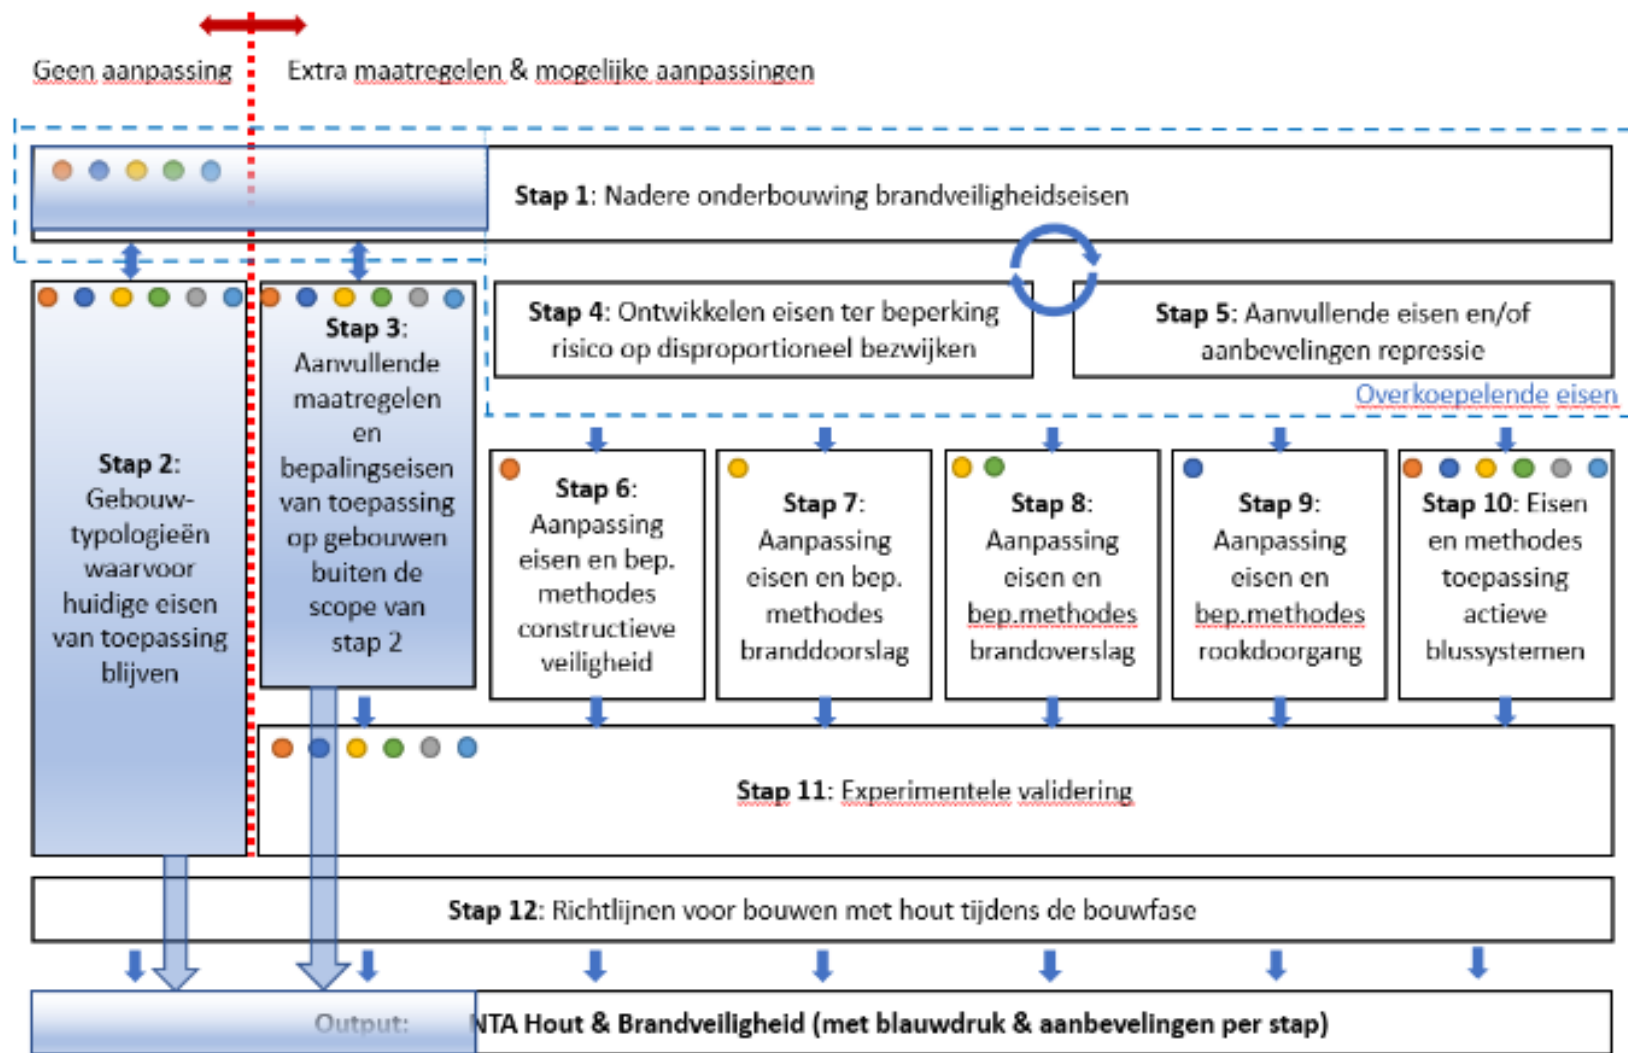 Geen aanpassing
Extra maatregelen & mogelijke aanpassingen
Stap 1: Nadere onderbouwing brandveiligheidseisen
Stap 2:
Gebouw-
typologieën
waarvoor
huidige eisen
van toepassing
blijven
Stap 3:
Aanvullende
maatregelen
en
bepalingseisen
van toepassing
op gebouwen
buiten de
scope van
stap 2
Stap 4: Ontwikkelen eisen ter beperking
risico op disproportioneel bezwijken
Stap 5: Aanvullende eisen en/of
aanbevelingen repressie
Overkoepelende eisen
Stap 6:
Aanpassing
eisen en bep.
methodes
constructieve
veiligheid
Stap 7:
Aanpassing
eisen en bep.
methodes
branddoorslag
Stap 8:
Aanpassing
eisen en
bep.methodes
brandoverslag
Stap 9:
Aanpassing
eisen en
bep.methodes
rookdoorgang
Stap 10: Eisen
en methodes
toepassing
actieve
blussystemen
Stap 11: Experimentele validering
Stap 12: Richtlijnen voor bouwen met hout tijdens de bouwfase
Output: NTA Hout & Brandveiligheid (met blauwdruk & aanbevelingen per stap)